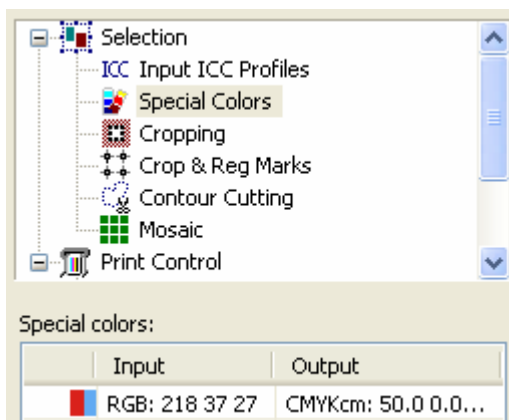 Selection
ICC Input ICC Profiles
Special Colors
Cropping
Crop & Reg Marks
Contour Cutting
Mosaic
Print Control
Special colors:
Input Output
RGB: 218 37 27 CMYKcm: 50.0 0.0...